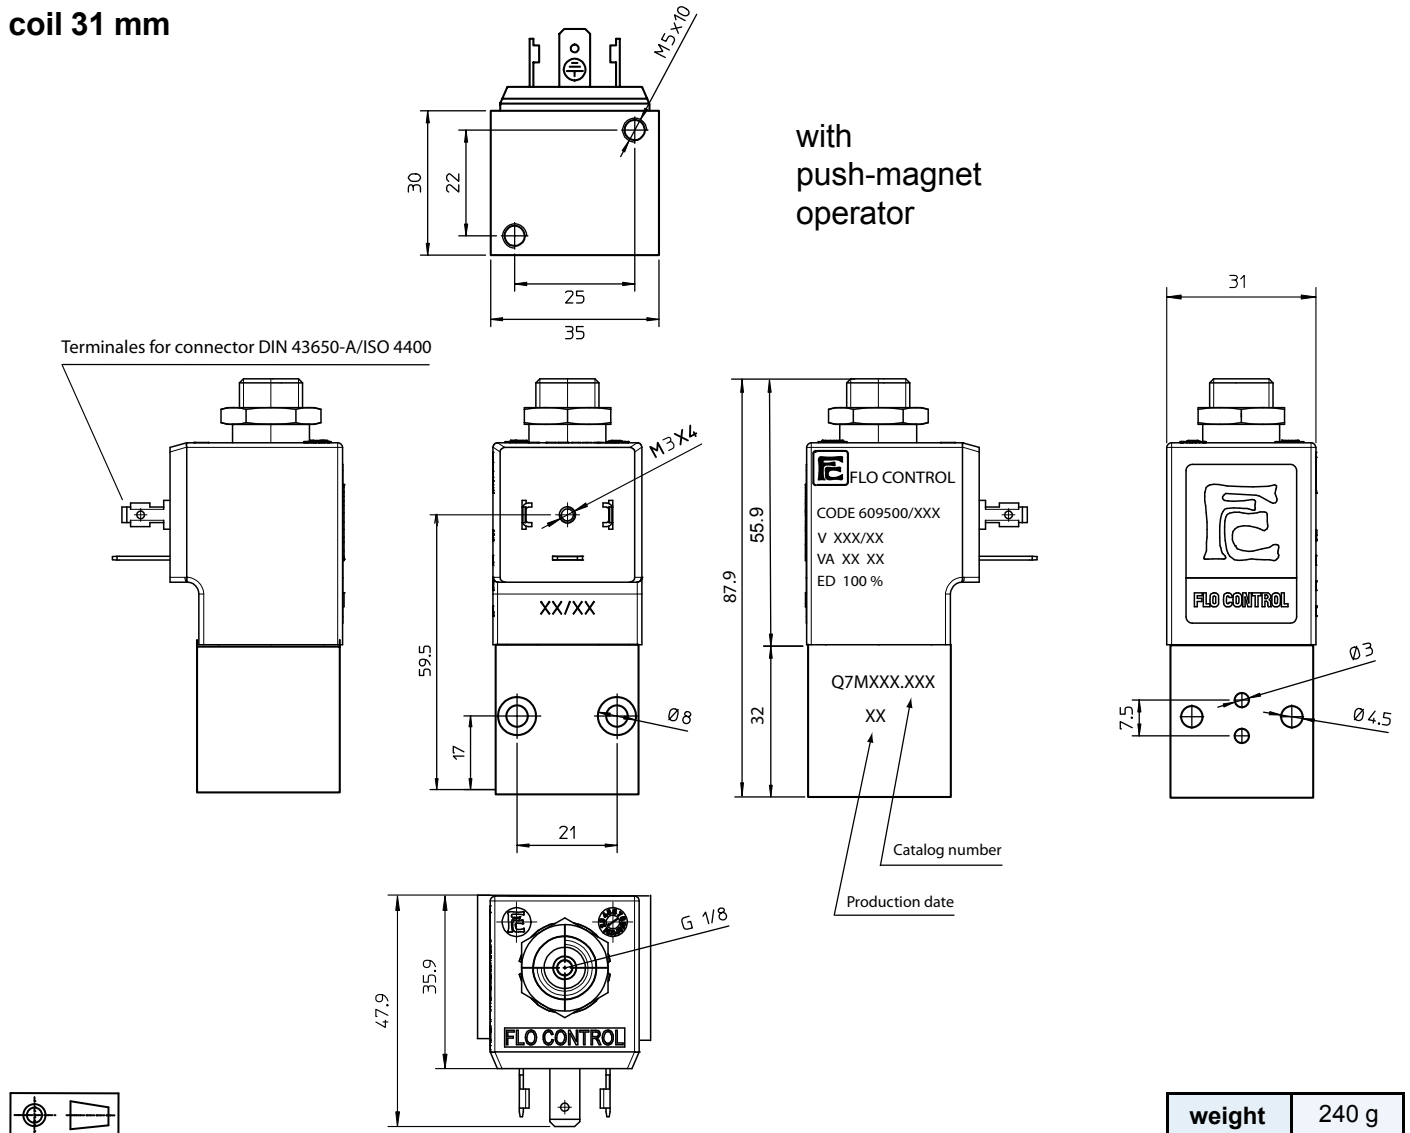 coil 31 mm
M5x10
with
push-magnet
operator
30
22
25
35
31
Terminales for connector DIN 43650-A/ISO 4400
M3X4
XX/XX
59.5
17
Ø8
21
FLO CONTROL
CODE 609500/XXX
V XXX/XX
VA XX XX
ED 100 %
55.9
87.9
32
Q7MXXX.XXX
XX
Catalog number
Production date
FC
FLO CONTROL
Ø3
7.5
Ø4.5
G 1/8
47.9
35.9
FLO CONTROL
weight 240 g